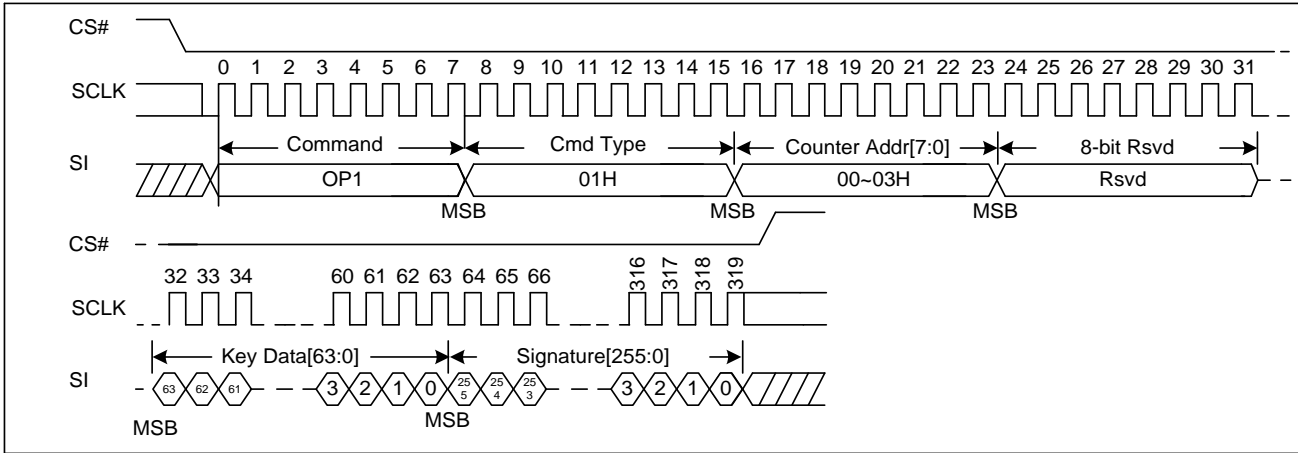 CS#
0 1 2 3 4 5 6 7 8 9 10 11 12 13 14 15 16 17 18 19 20 21 22 23 24 25 26 27 28 29 30 31
SCLK
Command Cmd Type Counter Addr[7:0] 8-bit Rsvd
SI
OP1 01H 00~03H Rsvd
MSB MSB MSB
CS#
32 33 34 60 61 62 63 64 65 66 316 317 318 319
SCLK
Key Data[63:0] Signature[255:0]
SI
63 62 61 3 2 1 0 255 254 253 3 2 1 0
MSB MSB